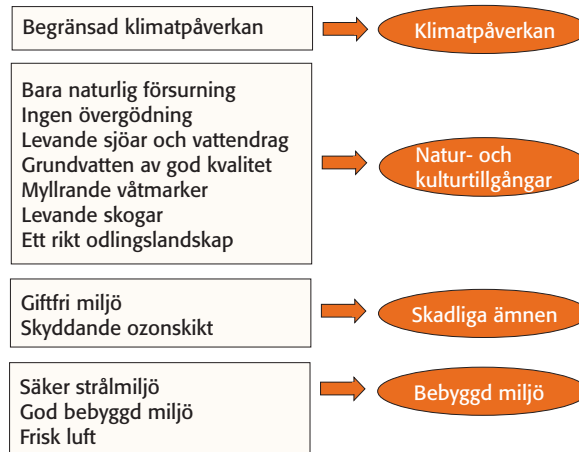 Begränsad klimatpåverkan
Klimatpåverkan
Bara naturlig försurning
Ingen övergödning
Levande sjöar och vattendrag
Grundvatten av god kvalitet
Myllrande våtmarker
Levande skogar
Ett rikt odlingslandskap
Natur- och
kulturtillgångar
Giftfri miljö
Skyddande ozonskikt
Skadliga ämnen
Säker strålmiljö
God bebyggd miljö
Frisk luft
Bebyggd miljö